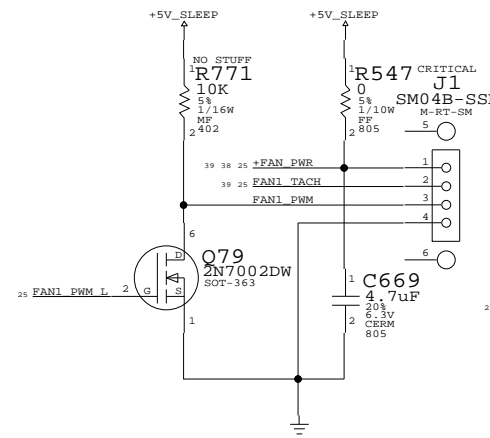 +5V_SLEEP
+5V_SLEEP
NO STUFF
1
R771
10K
5%
1/16W
MF
402
2
1
R547
0
5%
1/10W
FF
805
2
CRITICAL
J1
SM04B-SS
M-RT-SM
5
39 38 25 +FAN_PWR
1
39 25 FAN1_TACH
2
FAN1_PWM
3
4
6
6
D
Q79
2N7002DW
SOT-363
25 FAN1_PWM_L
2
G
S
1
1
C669
4.7uF
20%
6.3V
CERM
805
2
2